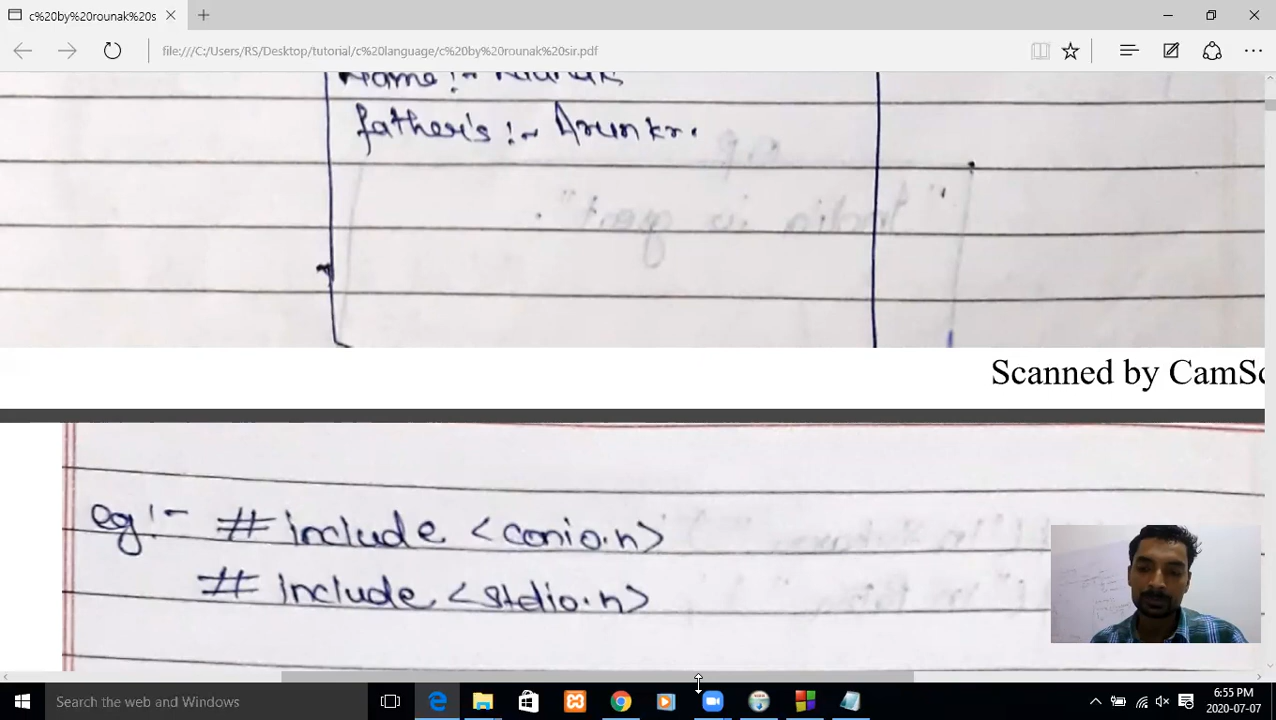 c%20by%20rounak%20s
file:///C:/Users/RS/Desktop/tutorial/c%20language/c%20by%20rounak%20sir.pdf
Name :-
father's :- Arun kr.
Scanned by CamSc
eg :- # include <conio.h>
# include <stdio.h>
Search the web and Windows
6:55 PM
2020-07-07